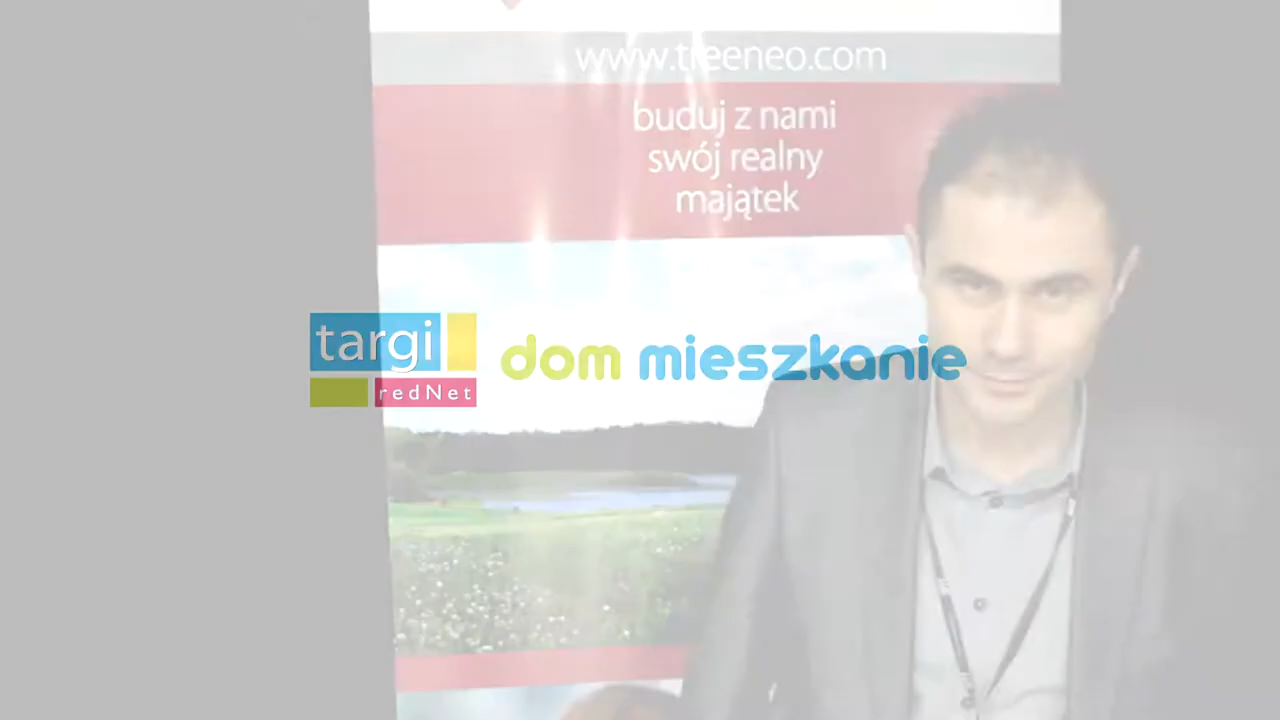 www.treeneo.com
buduj z nami
swój realny
majątek
targi
redNet
dom mieszkanie